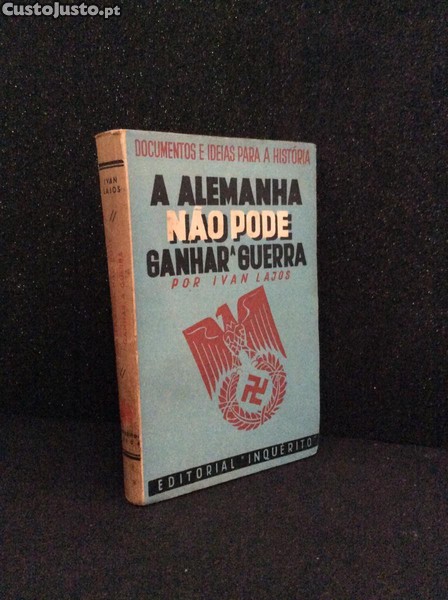 CustoJusto.pt
DOCUMENTOS E IDEIAS PARA A HISTÓRIA
A ALEMANHA
NÃO PODE
GANHAR A GUERRA
POR IVAN LAJOS
EDITORIAL "INQUÉRITO"
IVAN
LAJOS